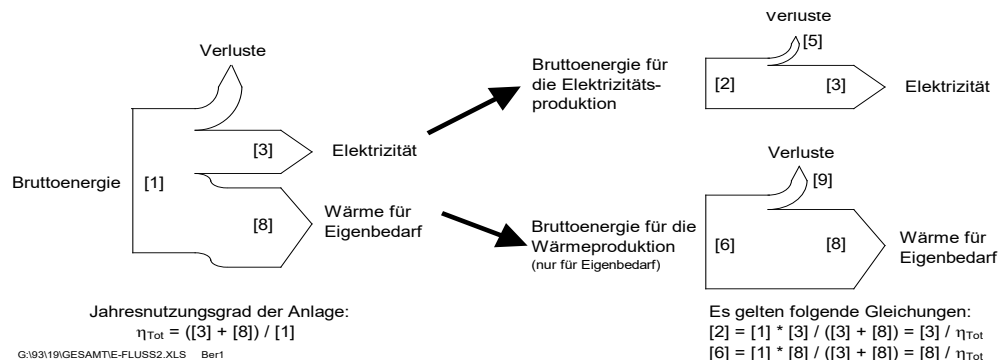 Verluste
Bruttoenergie
[1]
[3]
Elektrizität
[8]
Wärme für
Eigenbedarf
Jahresnutzungsgrad der Anlage:
ηTot = ([3] + [8]) / [1]
G:\93\19\GESAMT\E-FLUSS2.XLS Ber1
Bruttoenergie für
die Elektrizitäts-
produktion
Verluste
[5]
[2]
[3]
Elektrizität
Bruttoenergie für die
Wärmeproduktion
(nur für Eigenbedarf)
Verluste
[9]
[6]
[8]
Wärme für
Eigenbedarf
Es gelten folgende Gleichungen:
[2] = [1] * [3] / ([3] + [8]) = [3] / ηTot
[6] = [1] * [8] / ([3] + [8]) = [8] / ηTot